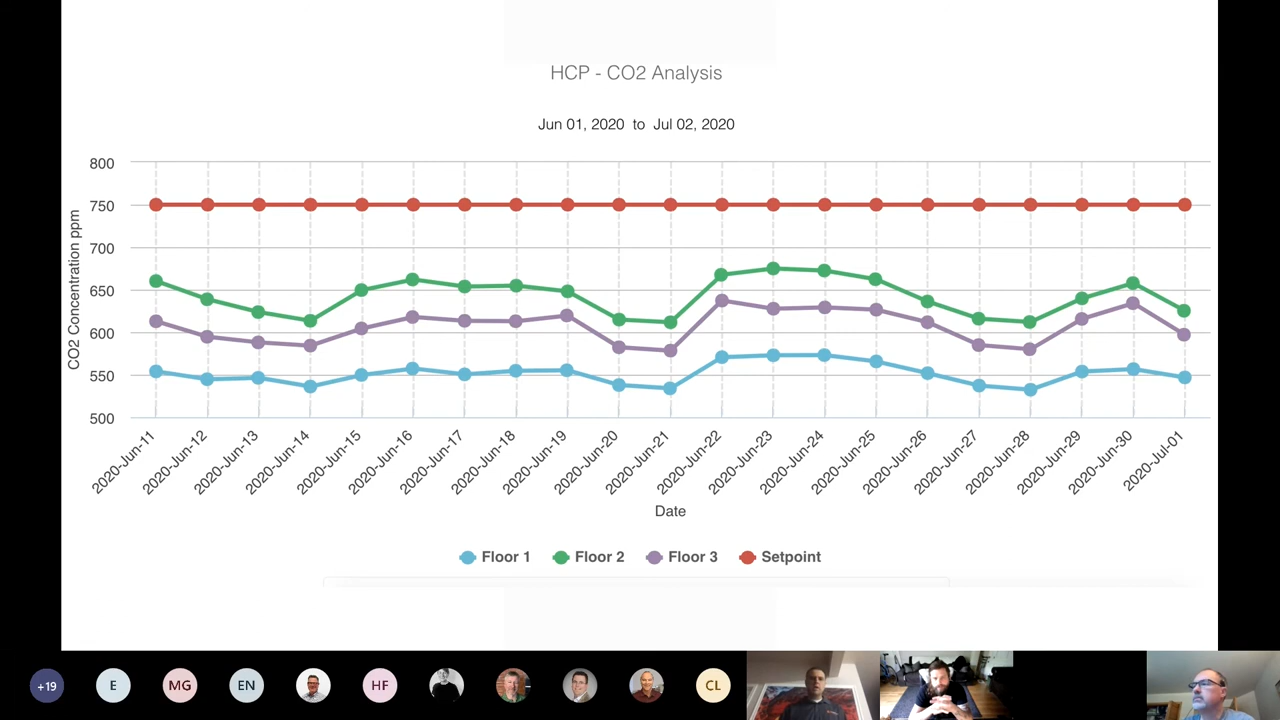 HCP - CO2 Analysis
Jun 01, 2020 to Jul 02, 2020
800
750
700
650
600
550
500
CO2 Concentration ppm
2020-Jun-11
2020-Jun-12
2020-Jun-13
2020-Jun-14
2020-Jun-15
2020-Jun-16
2020-Jun-17
2020-Jun-18
2020-Jun-19
2020-Jun-20
2020-Jun-21
2020-Jun-22
2020-Jun-23
2020-Jun-24
2020-Jun-25
2020-Jun-26
2020-Jun-27
2020-Jun-28
2020-Jun-29
2020-Jun-30
2020-Jul-01
Date
Floor 1 Floor 2 Floor 3 Setpoint
+19 E MG EN HF CL